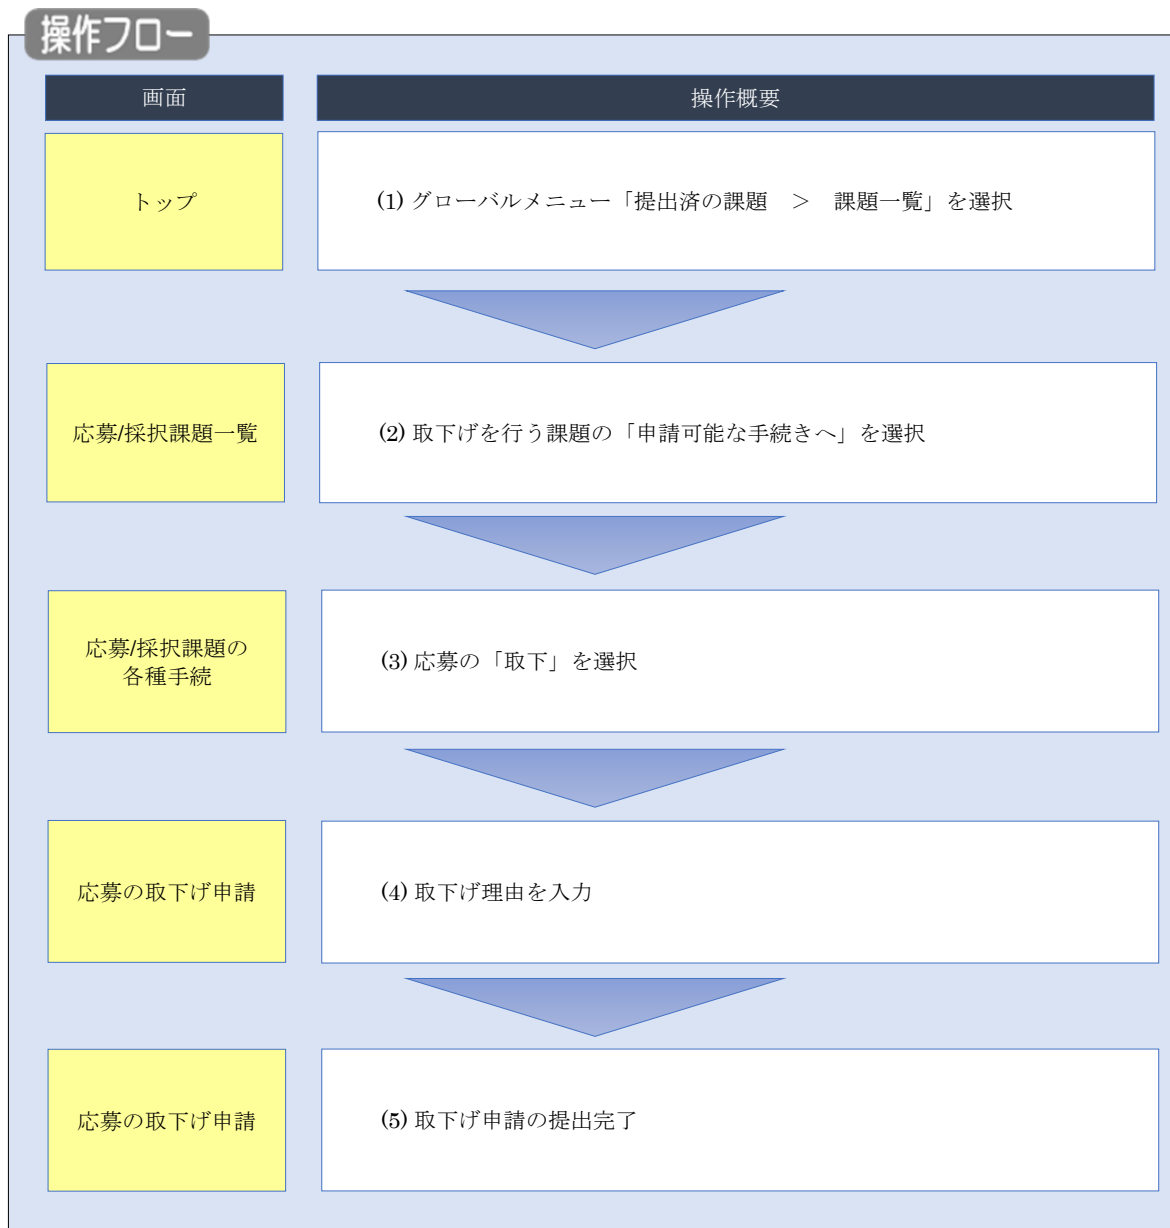 操作フロー
画面
操作概要
トップ
(1) グローバルメニュー「提出済の課題　＞　課題一覧」を選択
応募/採択課題一覧
(2) 取下げを行う課題の「申請可能な手続きへ」を選択
応募/採択課題の
各種手続
(3) 応募の「取下」を選択
応募の取下げ申請
(4) 取下げ理由を入力
応募の取下げ申請
(5) 取下げ申請の提出完了